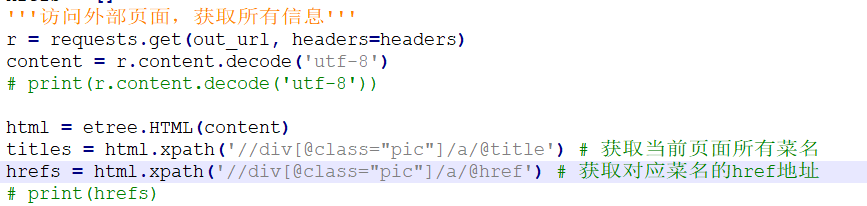 '''访问外部页面，获取所有信息'''
r = requests.get(out_url, headers=headers)
content = r.content.decode('utf-8')
# print(r.content.decode('utf-8'))
html = etree.HTML(content)
titles = html.xpath('//div[@class="pic"]/a/@title') # 获取当前页面所有菜名
hrefs = html.xpath('//div[@class="pic"]/a/@href') # 获取对应菜名的href地址
# print(hrefs)